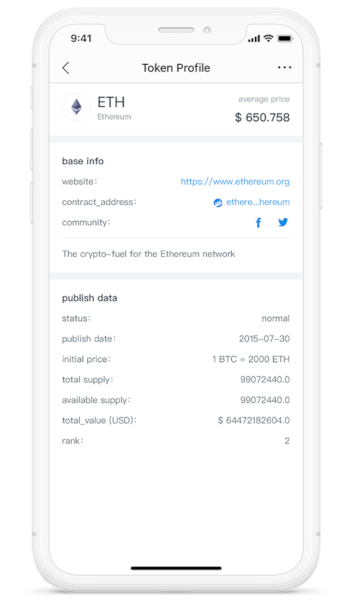 9:41
Token Profile
ETH
Ethereum
average price
$ 650.758
base info
website: https://www.ethereum.org
contract_address: ethere...hereum
community:
The crypto-fuel for the Ethereum network
publish data
status: normal
publish date: 2015-07-30
initial price: 1 BTC = 2000 ETH
total supply: 99072440.0
available supply: 99072440.0
total_value (USD): $ 64472182604.0
rank: 2